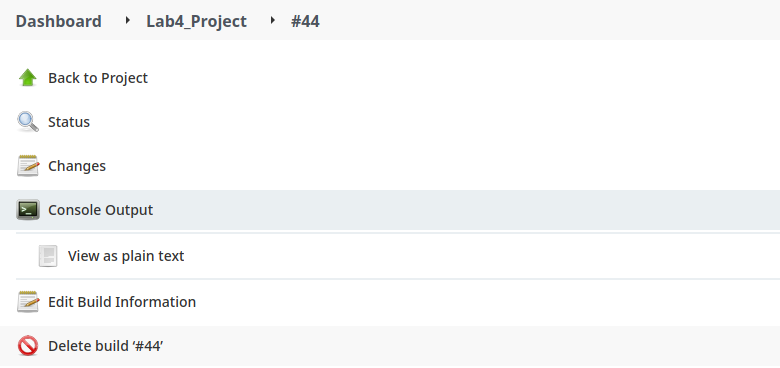 Dashboard Lab4_Project #44
Back to Project
Status
Changes
Console Output
View as plain text
Edit Build Information
Delete build ‘#44’